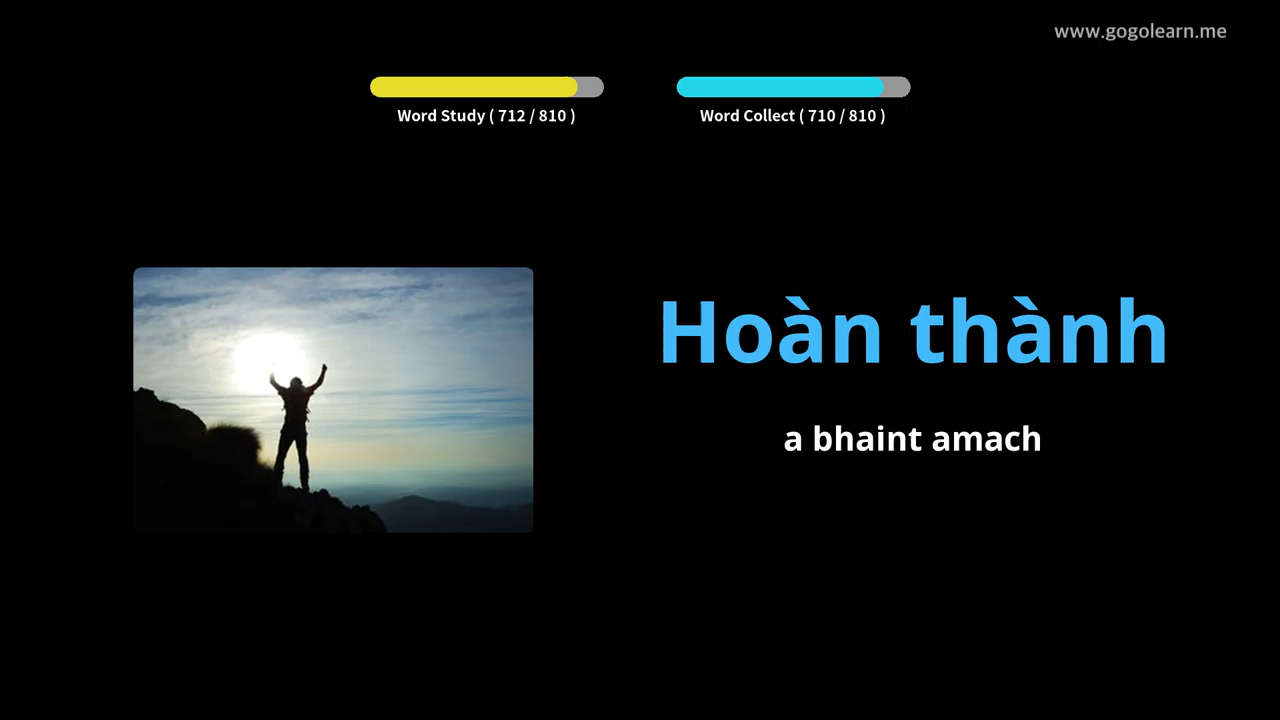 www.gogolearn.me
Word Study ( 712 / 810 )
Word Collect ( 710 / 810 )
Hoàn thành
a bhaint amach